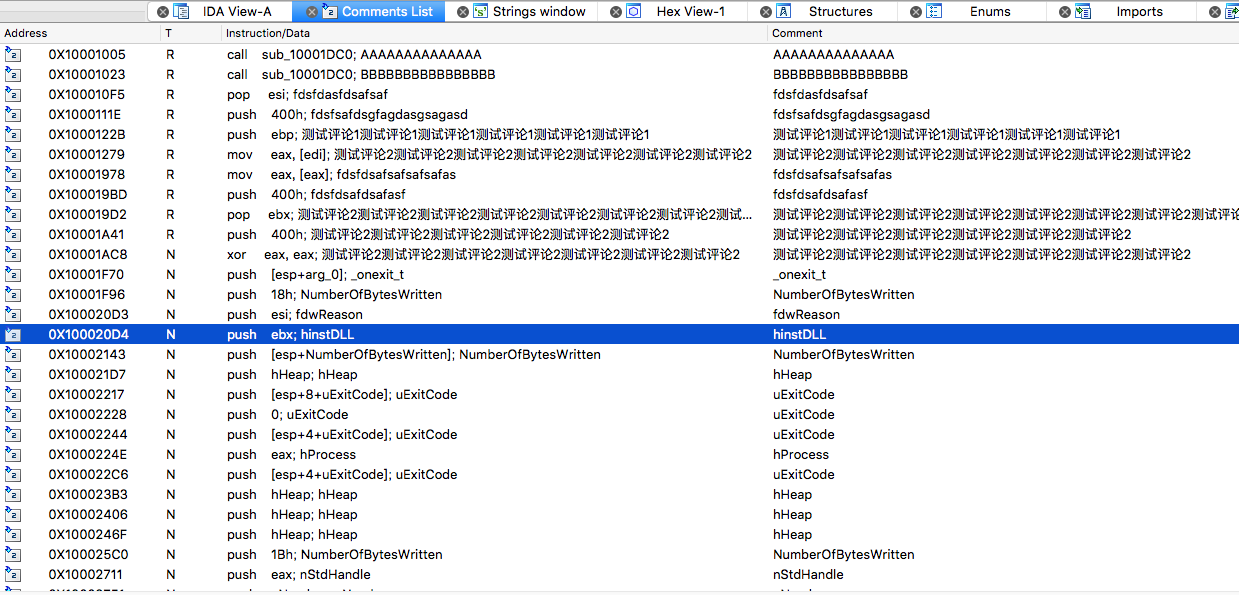 IDA View-A Comments List Strings window Hex View-1 Structures Enums Imports
Address T Instruction/Data Comment
0X10001005 R call sub_10001DC0; AAAAAAAAAAAAAA AAAAAAAAAAAAAA
0X10001023 R call sub_10001DC0; BBBBBBBBBBBBBBBB BBBBBBBBBBBBBBBB
0X100010F5 R pop esi; fdsfdasfdsafsaf fdsfdasfdsafsaf
0X1000111E R push 400h; fdsfsafdsgfagdasgsagasd fdsfsafdsgfagdasgsagasd
0X1000122B R push ebp; 测试评论1测试评论1测试评论1测试评论1测试评论1测试评论1 测试评论1测试评论1测试评论1测试评论1测试评论1测试评论1
0X10001279 R mov eax, [edi]; 测试评论2测试评论2测试评论2测试评论2测试评论2测试评论2测试评论2 测试评论2测试评论2测试评论2测试评论2测试评论2测试评论2测试评论2
0X10001978 R mov eax, [eax]; fdsfdsafsafsafsafas fdsfdsafsafsafsafas
0X100019BD R push 400h; fdsfdsafdsafasf fdsfdsafdsafasf
0X100019D2 R pop ebx; 测试评论2测试评论2测试评论2测试评论2测试评论2测试评论2测试评论2测试... 测试评论2测试评论2测试评论2测试评论2测试评论2测试评论2测试评论2测试评
0X10001A41 R push 400h; 测试评论2测试评论2测试评论2测试评论2测试评论2测试评论2 测试评论2测试评论2测试评论2测试评论2测试评论2测试评论2
0X10001AC8 N xor eax, eax; 测试评论2测试评论2测试评论2测试评论2测试评论2测试评论2测试评论2 测试评论2测试评论2测试评论2测试评论2测试评论2测试评论2测试评论2
0X10001F70 N push [esp+arg_0]; _onexit_t _onexit_t
0X10001F96 N push 18h; NumberOfBytesWritten NumberOfBytesWritten
0X100020D3 N push esi; fdwReason fdwReason
0X100020D4 N push ebx; hinstDLL hinstDLL
0X10002143 N push [esp+NumberOfBytesWritten]; NumberOfBytesWritten NumberOfBytesWritten
0X100021D7 N push hHeap; hHeap hHeap
0X10002217 N push [esp+8+uExitCode]; uExitCode uExitCode
0X10002228 N push 0; uExitCode uExitCode
0X10002244 N push [esp+4+uExitCode]; uExitCode uExitCode
0X1000224E N push eax; hProcess hProcess
0X100022C6 N push [esp+4+uExitCode]; uExitCode uExitCode
0X100023B3 N push hHeap; hHeap hHeap
0X10002406 N push hHeap; hHeap hHeap
0X1000246F N push hHeap; hHeap hHeap
0X100025C0 N push 1Bh; NumberOfBytesWritten NumberOfBytesWritten
0X10002711 N push eax; nStdHandle nStdHandle